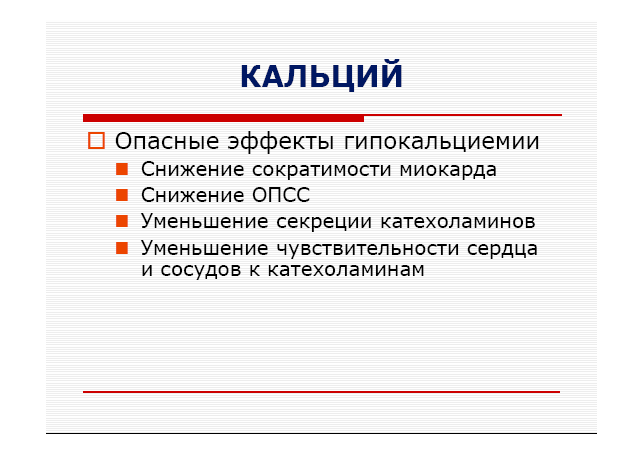 КАЛЬЦИЙ
Опасные эффекты гипокальциемии
Снижение сократимости миокарда
Снижение ОПСС
Уменьшение секреции катехоламинов
Уменьшение чувствительности сердца
и сосудов к катехоламинам